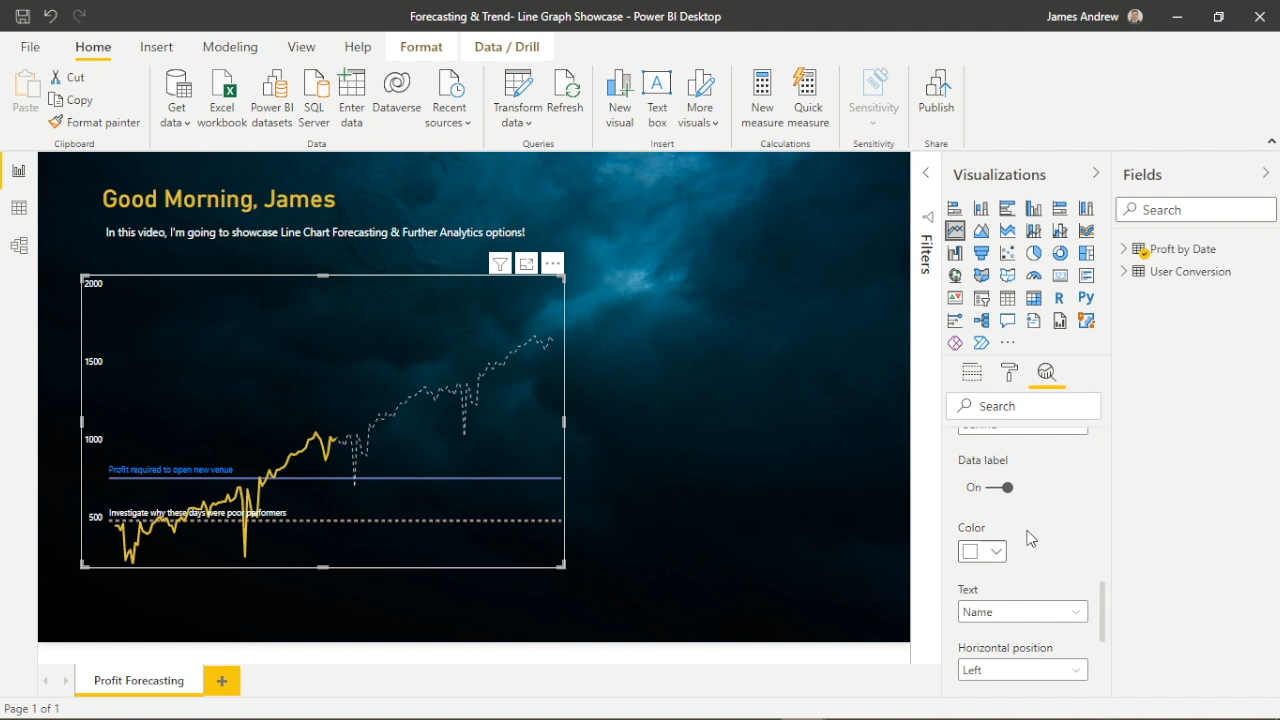 Forecasting & Trend- Line Graph Showcase - Power BI Desktop
James Andrew
File Home Insert Modeling View Help Format Data / Drill
Paste
Cut
Copy
Format painter
Clipboard
Get data
Excel workbook
Power BI datasets
SQL Server
Enter data
Dataverse
Recent sources
Data
Transform data
Refresh
Queries
New visual
Text box
More visuals
Insert
New measure
Quick measure
Calculations
Sensitivity
Sensitivity
Publish
Share
Good Morning, James
In this video, I'm going to showcase Line Chart Forecasting & Further Analytics options!
2000
1500
1000
Profit required to open new venue
500
Investigate why these days were poor performers
Filters
Visualizations
R Py
123
Search
Data label
On
Color
Text
Name
Horizontal position
Left
Fields
Search
Proft by Date
User Conversion
Profit Forecasting
Page 1 of 1